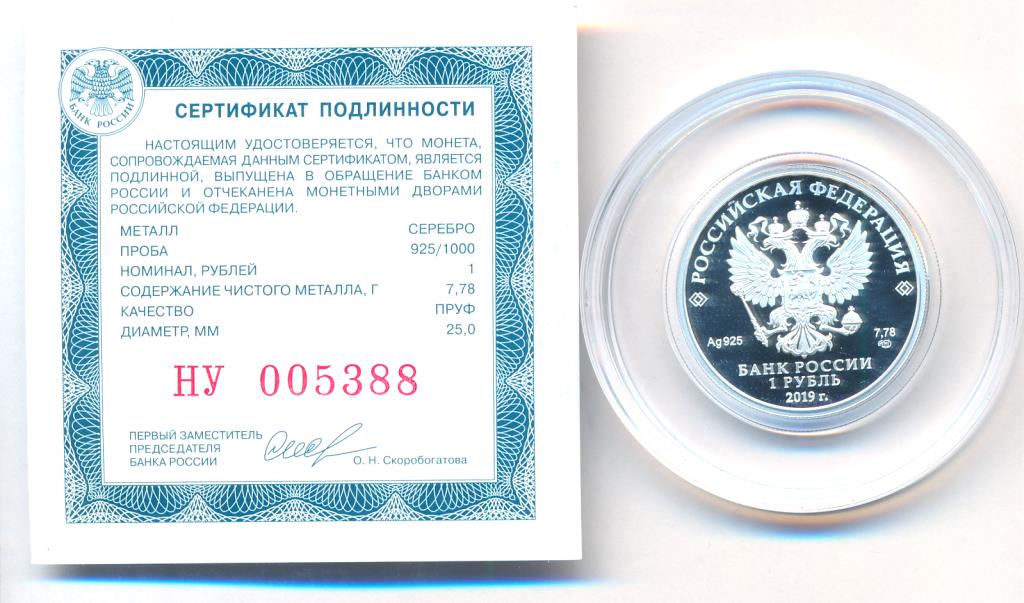 БАНК РОССИИ
СЕРТИФИКАТ ПОДЛИННОСТИ
НАСТОЯЩИМ УДОСТОВЕРЯЕТСЯ, ЧТО МОНЕТА,
СОПРОВОЖДАЕМАЯ ДАННЫМ СЕРТИФИКАТОМ, ЯВЛЯЕТСЯ
ПОДЛИННОЙ, ВЫПУЩЕНА В ОБРАЩЕНИЕ БАНКОМ
РОССИИ И ОТЧЕКАНЕНА МОНЕТНЫМИ ДВОРАМИ
РОССИЙСКОЙ ФЕДЕРАЦИИ.
МЕТАЛЛ СЕРЕБРО
ПРОБА 925/1000
НОМИНАЛ, РУБЛЕЙ 1
СОДЕРЖАНИЕ ЧИСТОГО МЕТАЛЛА, Г 7,78
КАЧЕСТВО ПРУФ
ДИАМЕТР, ММ 25,0
НУ 005388
ПЕРВЫЙ ЗАМЕСТИТЕЛЬ
ПРЕДСЕДАТЕЛЯ
БАНКА РОССИИ О. Н. Скоробогатова
РОССИЙСКАЯ ФЕДЕРАЦИЯ
Ag 925 7,78
БАНК РОССИИ
1 РУБЛЬ
2019 г.